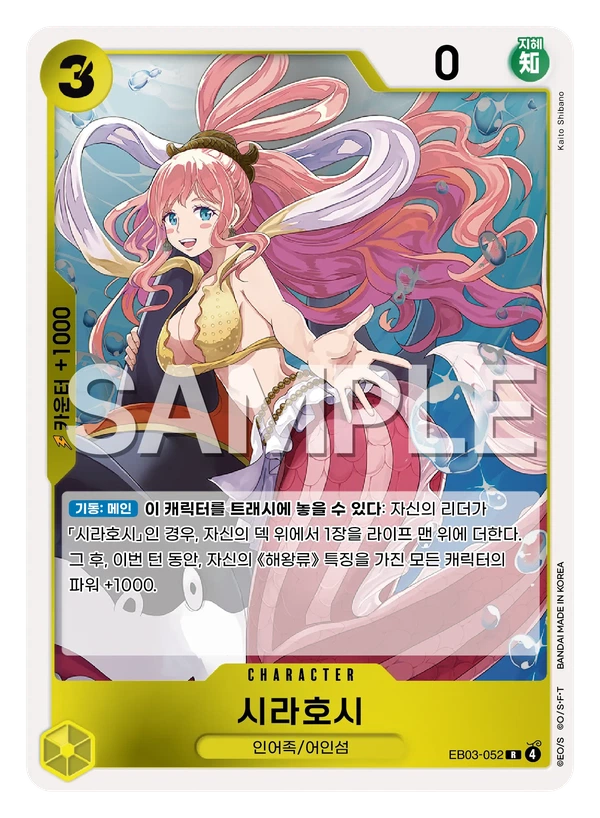 3
0
지혜
知
Kaito Shibano
카운터 +1000
SAMPLE
기동: 메인 이 캐릭터를 트래시에 놓을 수 있다: 자신의 리더가
「시라호시」인 경우, 자신의 덱 위에서 1장을 라이프 맨 위에 더한다.
그 후, 이번 턴 동안, 자신의 《해왕류》 특징을 가진 모든 캐릭터의
파워 +1000.
CHARACTER
시라호시
인어족/어인섬
EB03-052 R 4
©EO/S ©O/S·F·T BANDAI MADE IN KOREA